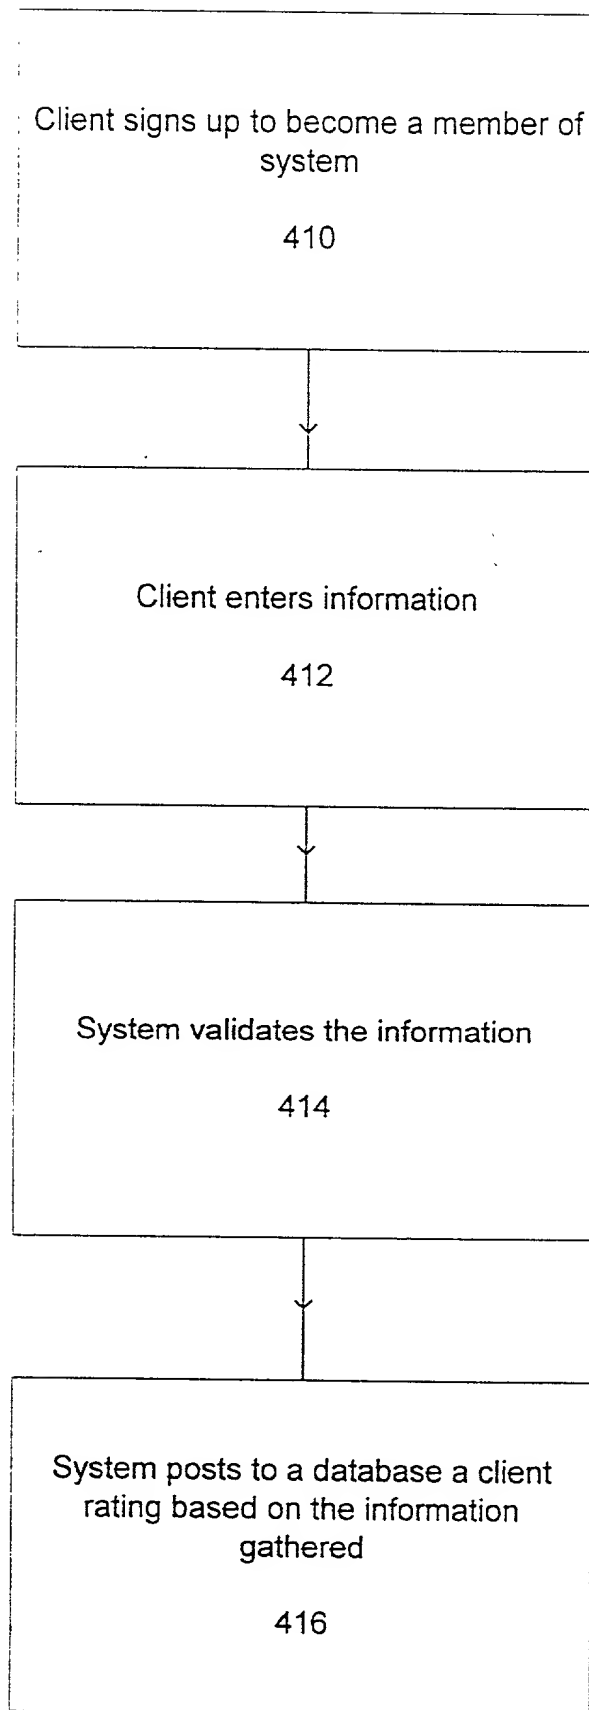 Client signs up to become a member of
system
410
Client enters information
412
System validates the information
414
System posts to a database a client
rating based on the information
gathered
416